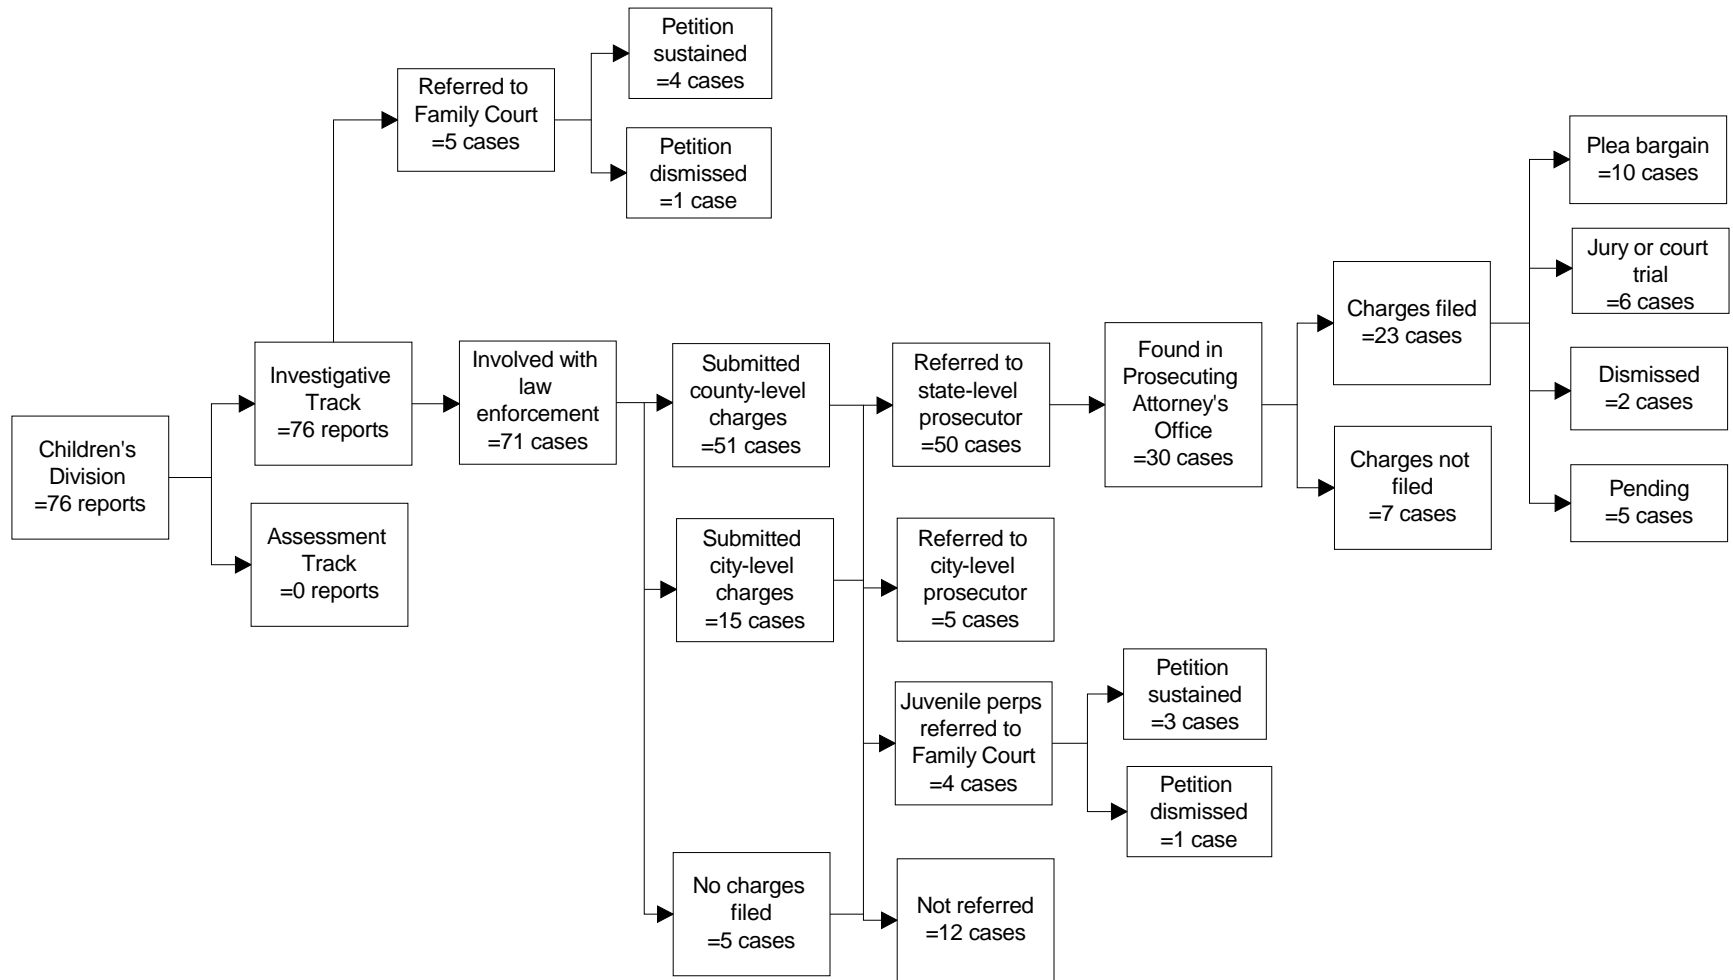 Children's
Division
=76 reports
Investigative
Track
=76 reports
Assessment
Track
=0 reports
Referred to
Family Court
=5 cases
Petition
sustained
=4 cases
Petition
dismissed
=1 case
Involved with
law
enforcement
=71 cases
Submitted
county-level
charges
=51 cases
Submitted
city-level
charges
=15 cases
No charges
filed
=5 cases
Referred to
state-level
prosecutor
=50 cases
Referred to
city-level
prosecutor
=5 cases
Juvenile perps
referred to
Family Court
=4 cases
Not referred
=12 cases
Petition
sustained
=3 cases
Petition
dismissed
=1 case
Found in
Prosecuting
Attorney's
Office
=30 cases
Charges filed
=23 cases
Charges not
filed
=7 cases
Plea bargain
=10 cases
Jury or court
trial
=6 cases
Dismissed
=2 cases
Pending
=5 cases